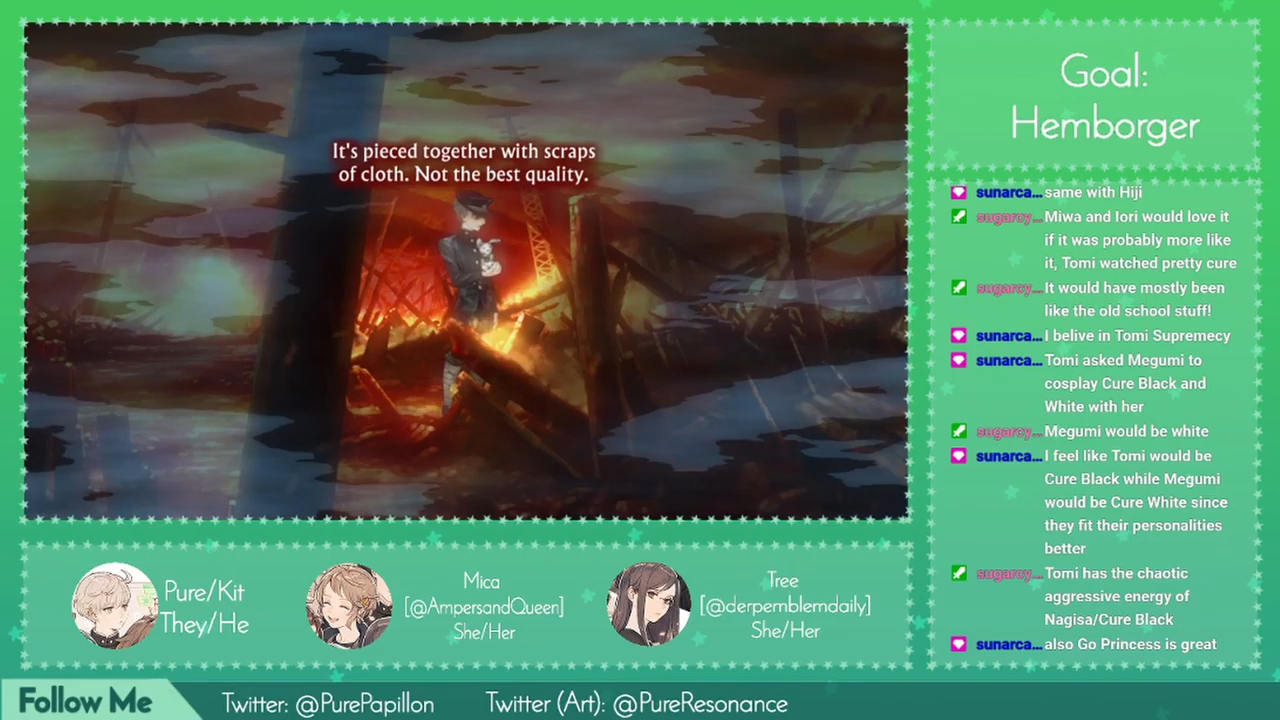 It's pieced together with scraps
of cloth. Not the best quality.
Goal:
Hemborger
sunarca... same with Hiji
sugarcy... Miwa and Iori would love it
if it was probably more like
it, Tomi watched pretty cure
sugarcy... It would have mostly been
like the old school stuff!
sunarca... I belive in Tomi Supremecy
sunarca... Tomi asked Megumi to
cosplay Cure Black and
White with her
sugarcy... Megumi would be white
sunarca... I feel like Tomi would be
Cure Black while Megumi
would be Cure White since
they fit their personalities
better
sugarcy... Tomi has the chaotic
aggressive energy of
Nagisa/Cure Black
sunarca... also Go Princess is great
Pure/Kit
They/He
Mica
[@AmpersandQueen]
She/Her
Tree
[@derpemblemdaily]
She/Her
Follow Me
Twitter: @PurePapillon
Twitter (Art): @PureResonance